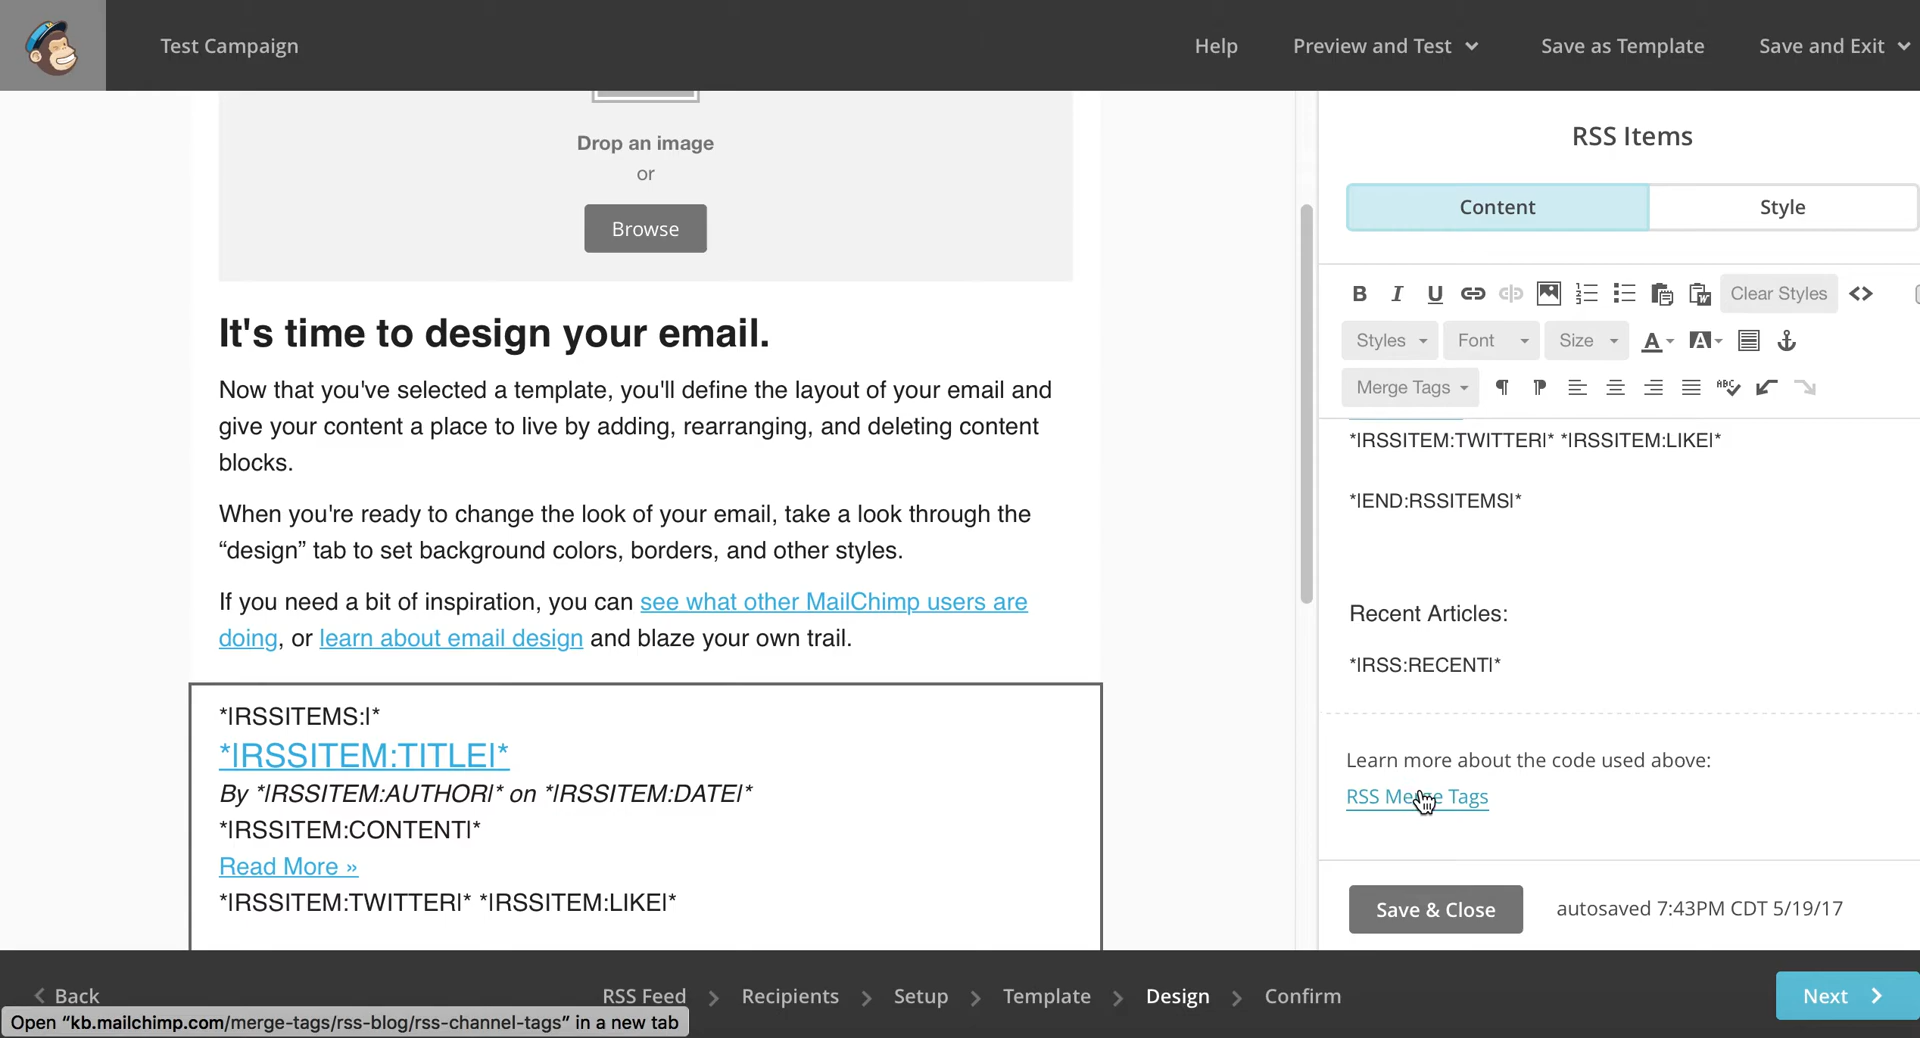 Test Campaign
Help
Preview and Test
Save as Template
Save and Exit
Drop an image
or
Browse
It's time to design your email.
Now that you've selected a template, you'll define the layout of your email and
give your content a place to live by adding, rearranging, and deleting content
blocks.
When you're ready to change the look of your email, take a look through the
“design” tab to set background colors, borders, and other styles.
If you need a bit of inspiration, you can see what other MailChimp users are
doing, or learn about email design and blaze your own trail.
*|RSSITEMS:|*
*|RSSITEM:TITLE|*
By *|RSSITEM:AUTHOR|* on *|RSSITEM:DATE|*
*|RSSITEM:CONTENT|*
Read More »
*|RSSITEM:TWITTER|* *|RSSITEM:LIKE|*
RSS Items
Content
Style
B I U
Clear Styles
Styles
Font
Size
A A
Merge Tags
ABC
*|RSSITEM:TWITTER|* *|RSSITEM:LIKE|*
*|END:RSSITEMS|*
Recent Articles:
*|RSS:RECENT|*
Learn more about the code used above:
RSS Merge Tags
Save & Close
autosaved 7:43PM CDT 5/19/17
Back
RSS Feed
Recipients
Setup
Template
Design
Confirm
Next
Open “kb.mailchimp.com/merge-tags/rss-blog/rss-channel-tags” in a new tab